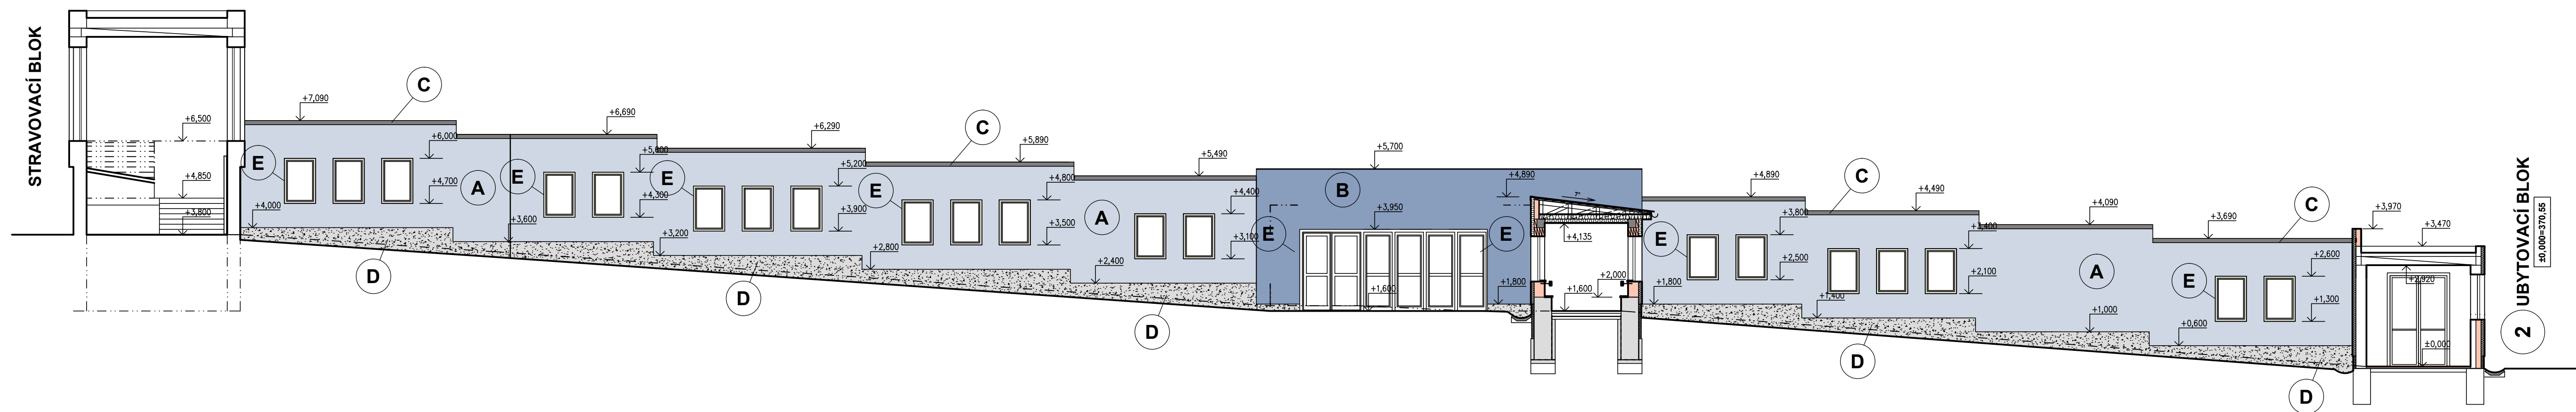 STRAVOVACÍ BLOK
+6,500
+4,850
+3,800
+7,090
C
+6,000
E
+4,700
A
+4,000
D
+6,690
E
+4,300
+3,600
+3,200
+6,290
E
+5,200
+3,900
D
+2,800
C
+5,890
E
+4,800
+3,500
+2,400
+5,490
A
+4,400
+3,100
D
+5,700
B
E
+3,950
E
+1,600
+1,800
+4,890
7°
+4,135
+2,000
+1,600
+4,890
C
E
+3,800
+2,500
+1,800
+1,400
D
+4,490
+3,400
+2,100
+4,090
A
+1,000
+3,690
C
E
+2,600
+1,300
+0,600
D
+3,970
+3,470
+2,920
±0,000
2 UBYTOVACÍ BLOK
±0,000=370,55